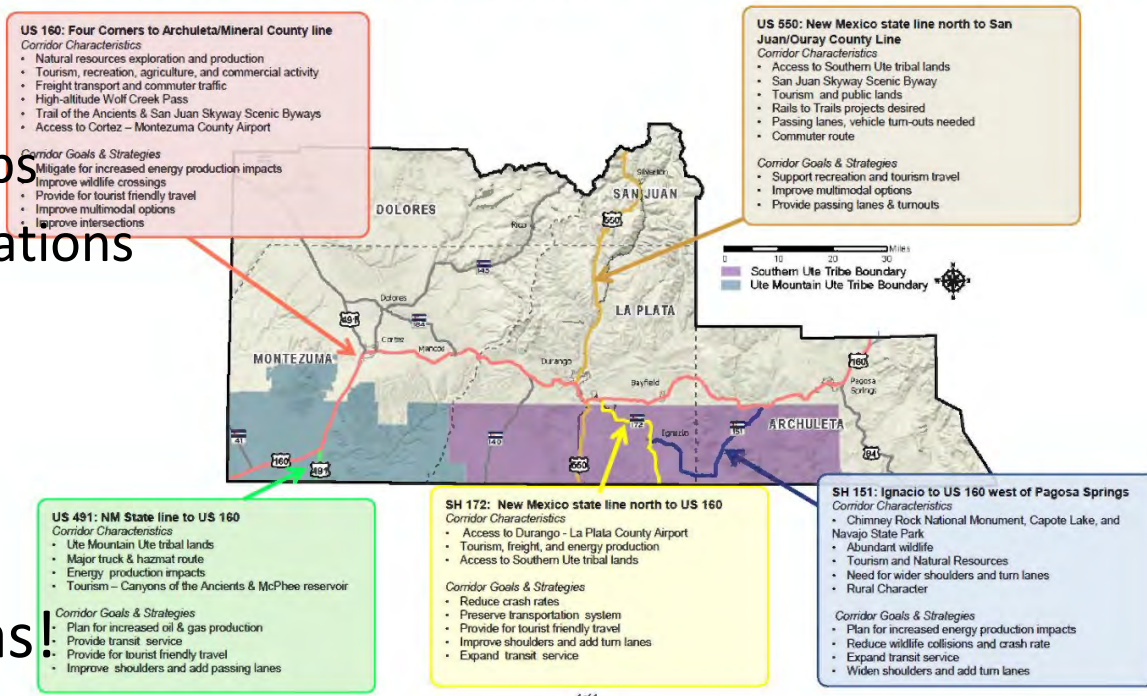 US 160: Four Corners to Archuleta/Mineral County line
Corridor Characteristics
• Natural resources exploration and production
• Tourism, recreation, agriculture, and commercial activity
• Freight transport and commuter traffic
• High-altitude Wolf Creek Pass
• Trail of the Ancients & San Juan Skyway Scenic Byways
• Access to Cortez – Montezuma County Airport
Corridor Goals & Strategies
• Mitigate for increased energy production impacts
• Improve wildlife crossings
• Provide for tourist friendly travel
• Improve multimodal options
• Improve intersections
US 550: New Mexico state line north to San
Juan/Ouray County Line
Corridor Characteristics
• Access to Southern Ute tribal lands
• San Juan Skyway Scenic Byway
• Tourism and public lands
• Rails to Trails projects desired
• Passing lanes, vehicle turn-outs needed
• Commuter route
Corridor Goals & Strategies
• Support recreation and tourism travel
• Improve multimodal options
• Provide passing lanes & turnouts
ps
ations
ns!
Silverton
SAN JUAN
DOLORES
550
Rico
145
Miles
0 10 20 30
Southern Ute Tribe Boundary
Ute Mountain Ute Tribe Boundary
Dolores
491
184
LA PLATA
Cortez
Mancos
MONTEZUMA
Durango
160
Bayfield
Pagosa
Springs
172
151
ARCHULETA
41
140
Ignacio
160
491
550
84
US 491: NM State line to US 160
Corridor Characteristics
• Ute Mountain Ute tribal lands
• Major truck & hazmat route
• Energy production impacts
• Tourism – Canyons of the Ancients & McPhee reservoir
Corridor Goals & Strategies
• Plan for increased oil & gas production
• Provide transit service
• Provide for tourist friendly travel
• Improve shoulders and add passing lanes
SH 172: New Mexico state line north to US 160
Corridor Characteristics
• Access to Durango - La Plata County Airport
• Tourism, freight, and energy production
• Access to Southern Ute tribal lands
Corridor Goals & Strategies
• Reduce crash rates
• Preserve transportation system
• Provide for tourist friendly travel
• Improve shoulders and add turn lanes
• Expand transit service
SH 151: Ignacio to US 160 west of Pagosa Springs
Corridor Characteristics
• Chimney Rock National Monument, Capote Lake, and
Navajo State Park
• Abundant wildlife
• Tourism and Natural Resources
• Need for wider shoulders and turn lanes
• Rural Character
Corridor Goals & Strategies
• Plan for increased energy production impacts
• Reduce wildlife collisions and crash rate
• Expand transit service
• Widen shoulders and add turn lanes